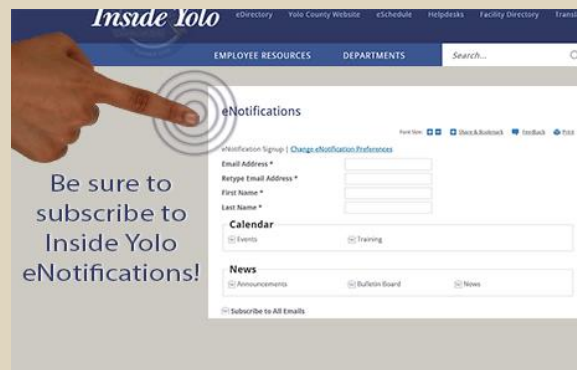 Inside Yolo
eDirectory Yolo County Website eSchedule Helpdesks Facility Directory Transl
EMPLOYEE RESOURCES DEPARTMENTS Search...
eNotifications
Font Size: Share & Bookmark Feedback Print
eNotification Signup | Change eNotification Preferences
Email Address *
Retype Email Address *
First Name *
Last Name *
Calendar
Events Training
News
Announcements Bulletin Board News
Subscribe to All Emails
Be sure to
subscribe to
Inside Yolo
eNotifications!